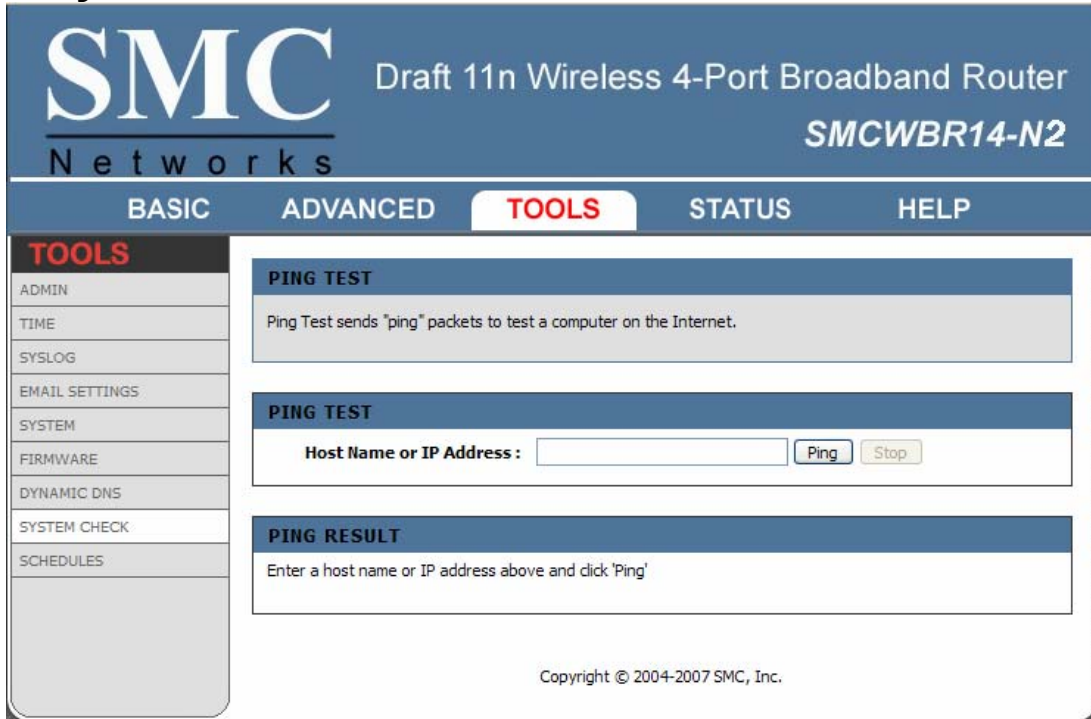 SMC
Networks
Draft 11n Wireless 4-Port Broadband Router
SMCWBR14-N2
BASIC ADVANCED TOOLS STATUS HELP
TOOLS
ADMIN
TIME
SYSLOG
EMAIL SETTINGS
SYSTEM
FIRMWARE
DYNAMIC DNS
SYSTEM CHECK
SCHEDULES
PING TEST
Ping Test sends "ping" packets to test a computer on the Internet.
PING TEST
Host Name or IP Address : Ping Stop
PING RESULT
Enter a host name or IP address above and click 'Ping'
Copyright © 2004-2007 SMC, Inc.